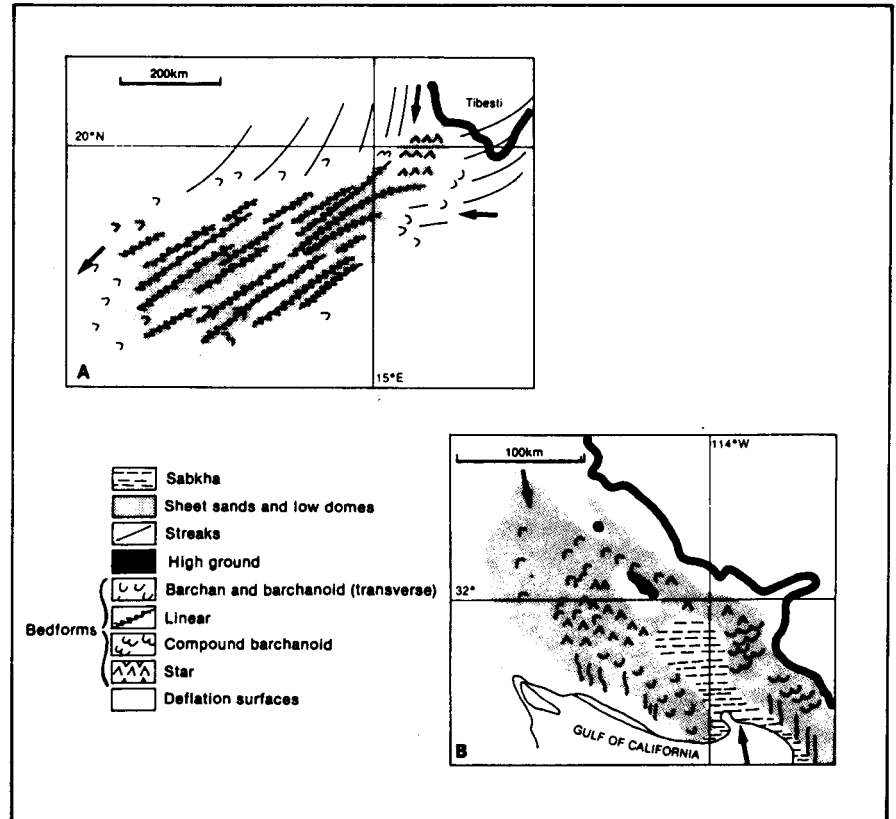 200km
Tibesti
20°N
A
15°E
100km
114°W
32°
GULF OF CALIFORNIA
B
Sabkha
Sheet sands and low domes
Streaks
High ground
Barchan and barchanoid (transverse)
Linear
Bedforms
Compound barchanoid
Star
Deflation surfaces